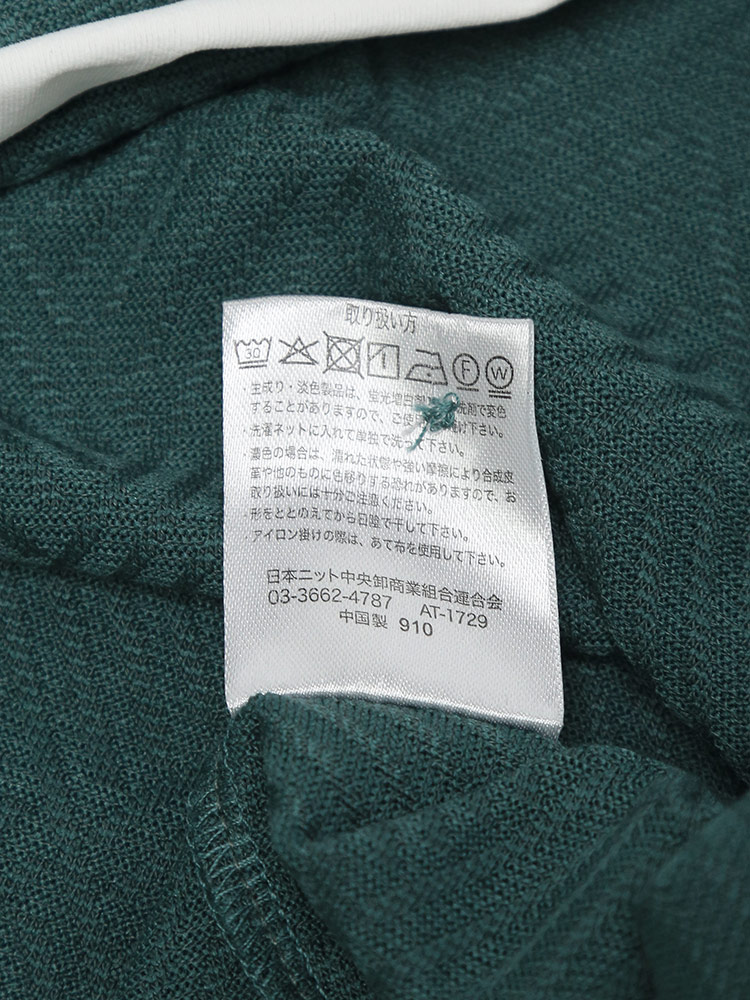 取り扱い方
30 F W
・生成り・淡色製品は、蛍光増白 洗剤で変色
することがありますので、ご使用 け下さい。
・洗濯ネットに入れて単独で洗って下さい。
・濃色の場合は、濡れた状態や強い摩擦により合成皮
革や他のものに色移りする恐れがありますので、お
取り扱いには十分ご注意ください。
・形をととのえてから日陰で干して下さい。
・アイロン掛けの際は、あて布を使用して下さい。
日本ニット中央卸商業組合連合会
03-3662-4787 AT-1729
中国製 910